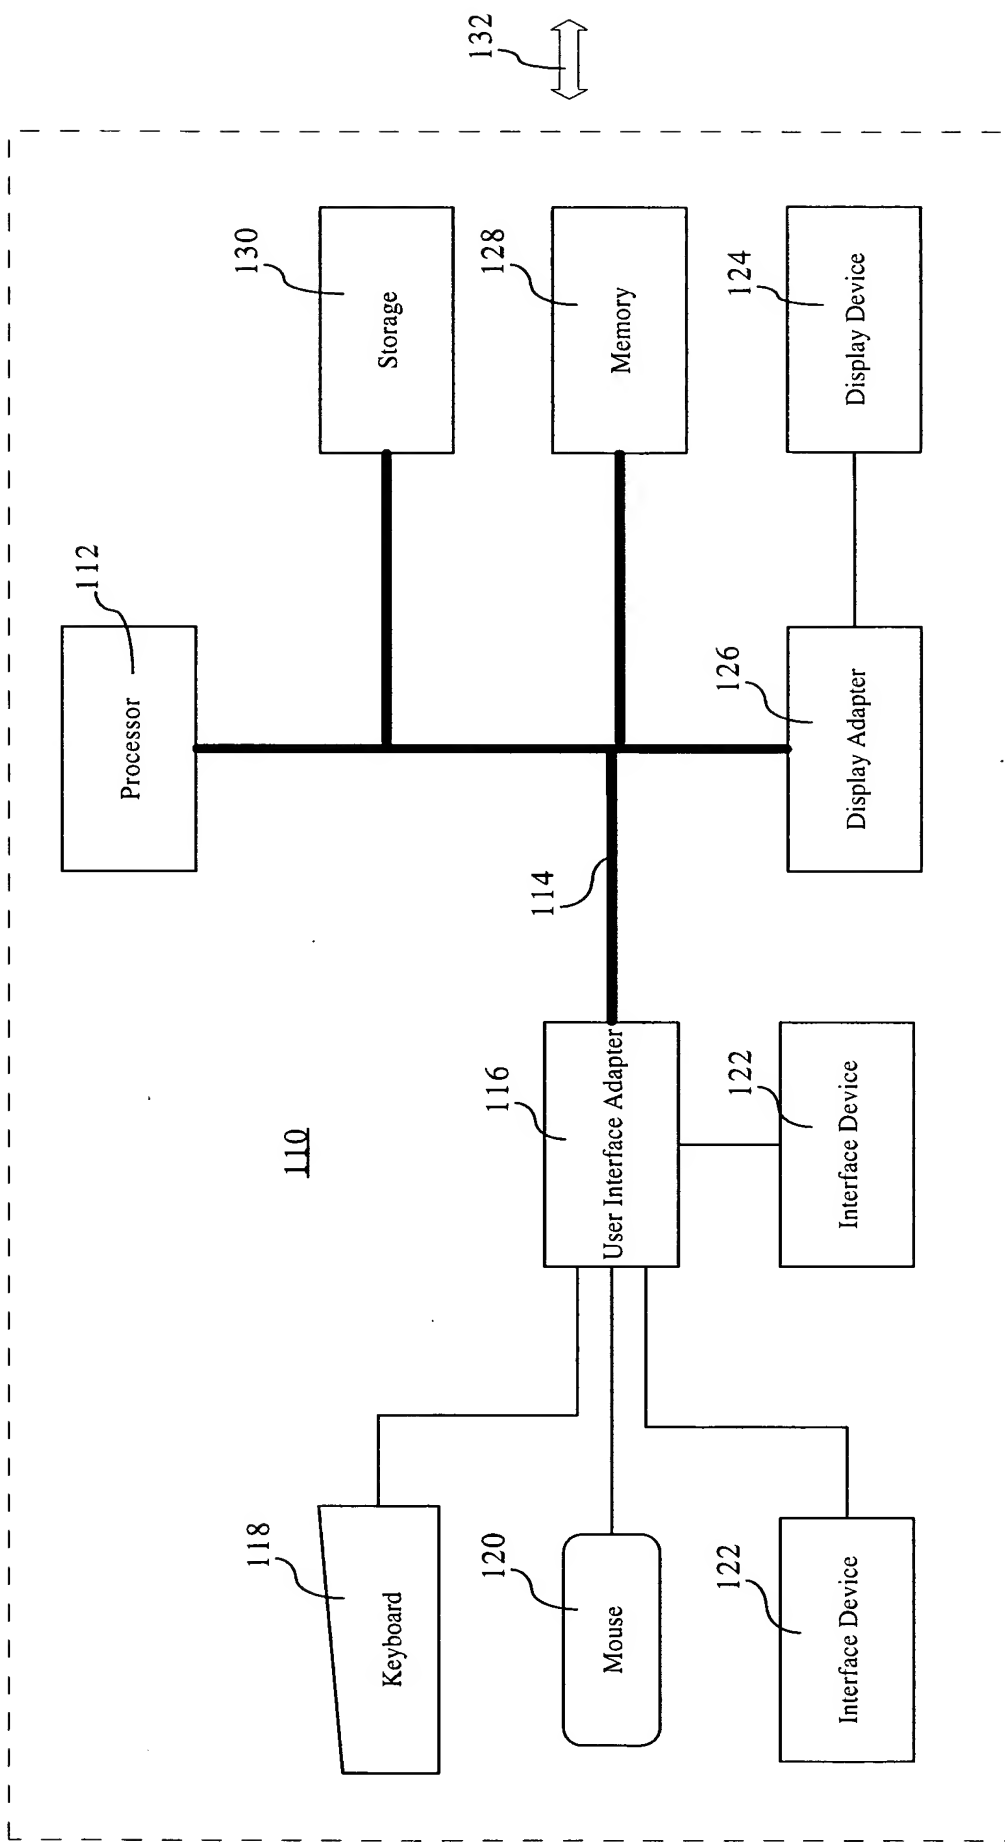 132
130
Storage
128
Memory
124
Display Device
112
Processor
126
Display Adapter
114
110
116
User Interface Adapter
122
Interface Device
118
Keyboard
120
Mouse
122
Interface Device